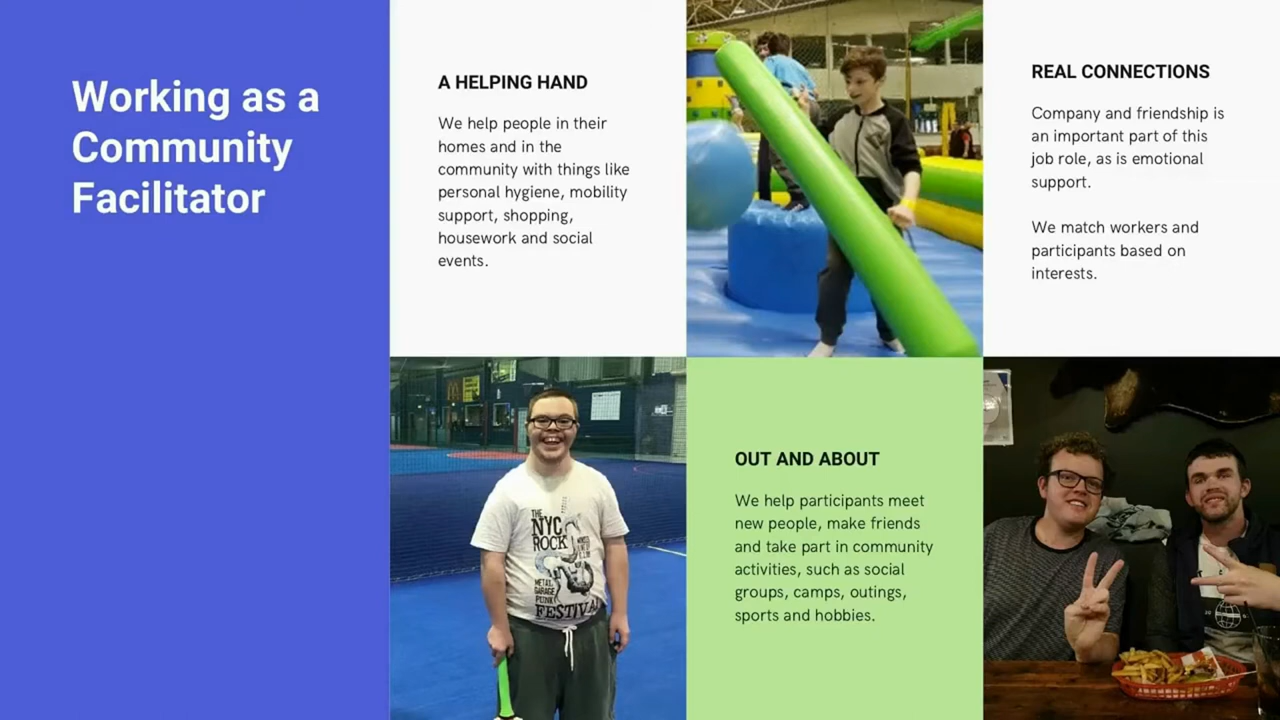 Working as a
Community
Facilitator
A HELPING HAND
We help people in their
homes and in the
community with things like
personal hygiene, mobility
support, shopping,
housework and social
events.
REAL CONNECTIONS
Company and friendship is
an important part of this
job role, as is emotional
support.
We match workers and
participants based on
interests.
THE
NYC
ROCK
METAL
GARAGE
PUNK
FESTIVAL
OUT AND ABOUT
We help participants meet
new people, make friends
and take part in community
activities, such as social
groups, camps, outings,
sports and hobbies.